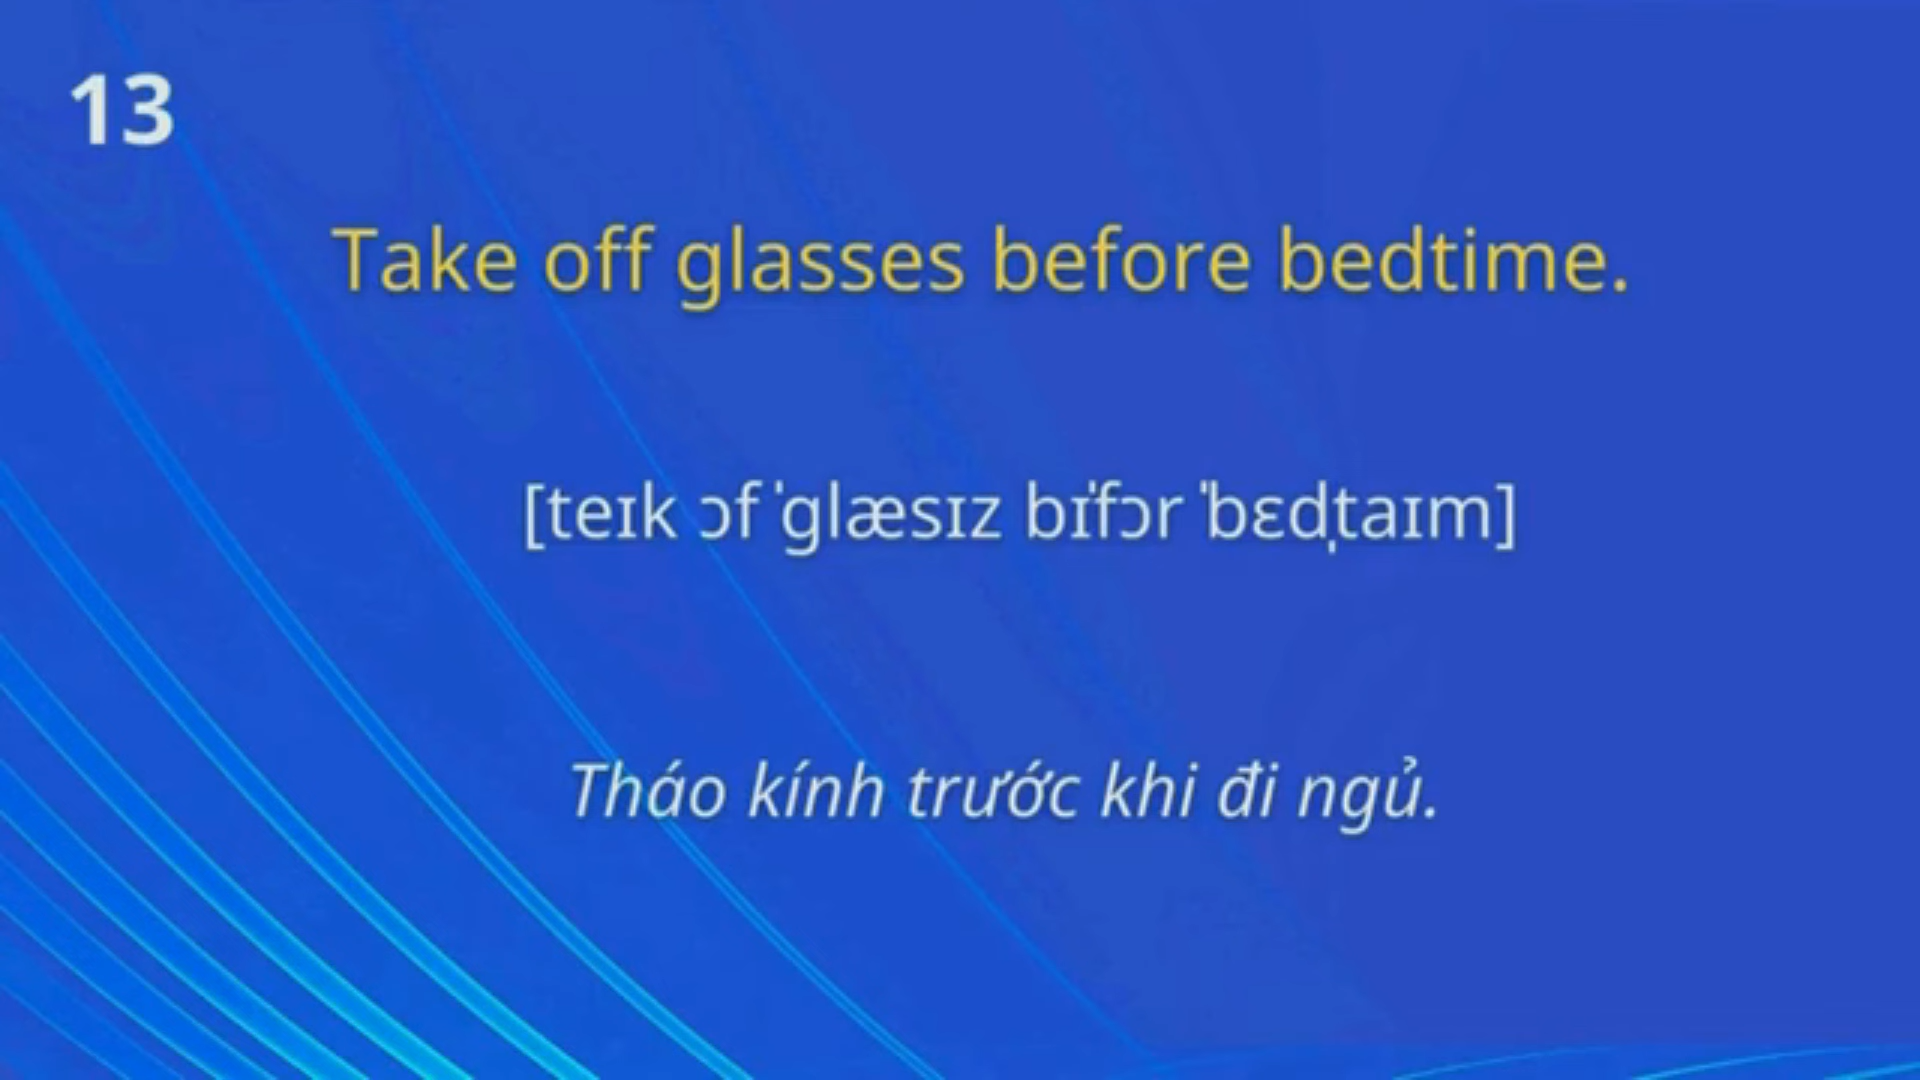 13
Take off glasses before bedtime.
[teɪk ɔf ˈglæsɪz bɪˈfɔr ˈbɛdˌtaɪm]
Tháo kính trước khi đi ngủ.